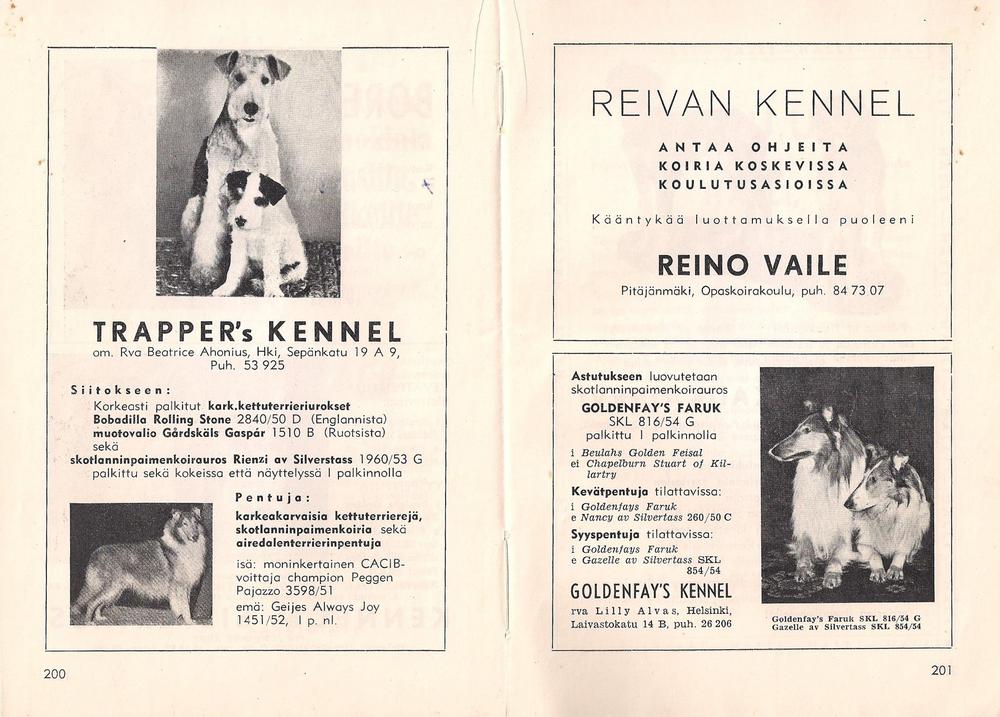 TRAPPER's KENNEL
om. Rva Beatrice Ahonius, Hki, Sepänkatu 19 A 9,
Puh. 53 925
Siitokseen:
Korkeasti palkitut kark.kettuterrieriurokset
Bobadilla Rolling Stone 2840/50 D (Englannista)
muotovalio Gårdskäls Gaspár 1510 B (Ruotsista)
sekä
skotlanninpaimenkoirauros Rienzi av Silverstass 1960/53 G
palkittu sekä kokeissa että näyttelyssä I palkinnolla
Pentuja:
karkeakarvaisia kettuterrierejä,
skotlanninpaimenkoiria sekä
airedalenterrierinpentuja
isä: moninkertainen CACIB-
voittaja champion Peggen
Pajazzo 3598/51
emä: Geijes Always Joy
1451/52, I p. nl.
200
REIVAN KENNEL
ANTAA OHJEITA
KOIRIA KOSKEVISSA
KOULUTUSASIOISSA
Kääntykää luottamuksella puoleeni
REINO VAILE
Pitäjänmäki, Opaskoirakoulu, puh. 84 73 07
Astutukseen luovutetaan
skotlanninpaimenkoirauros
GOLDENFAY'S FARUK
SKL 816/54 G
palkittu I palkinnolla
i Beulahs Golden Feisal
ei Chapelburn Stuart of Kil-
lartry
Kevätpentuja tilattavissa:
i Goldenfays Faruk
e Nancy av Silvertass 260/50 C
Syyspentuja tilattavissa:
i Goldenfays Faruk
e Gazelle av Silvertass SKL
854/54
GOLDENFAY'S KENNEL
rva Lilly Alvas, Helsinki,
Laivastokatu 14 B, puh. 26 206
Goldenfay's Faruk SKL 816/54 G
Gazelle av Silvertass SKL 854/54
201